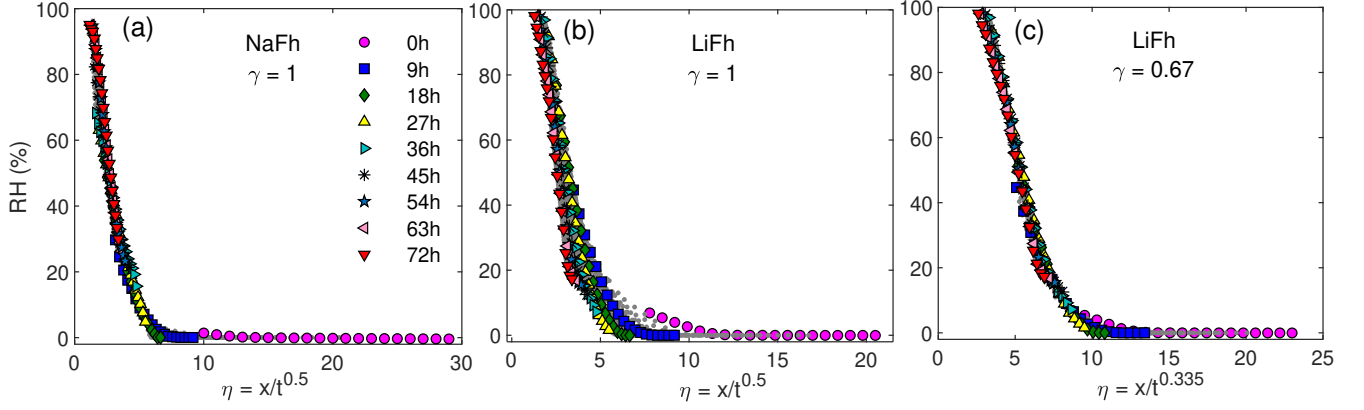 (a)
NaFh
γ = 1
0h
9h
18h
27h
36h
45h
54h
63h
72h
RH (%)
100
80
60
40
20
0
0 10 20 30
η = x/t^0.5
(b)
LiFh
γ = 1
100
80
60
40
20
0
0 5 10 15 20
η = x/t^0.5
(c)
LiFh
γ = 0.67
100
80
60
40
20
0
0 5 10 15 20 25
η = x/t^0.335